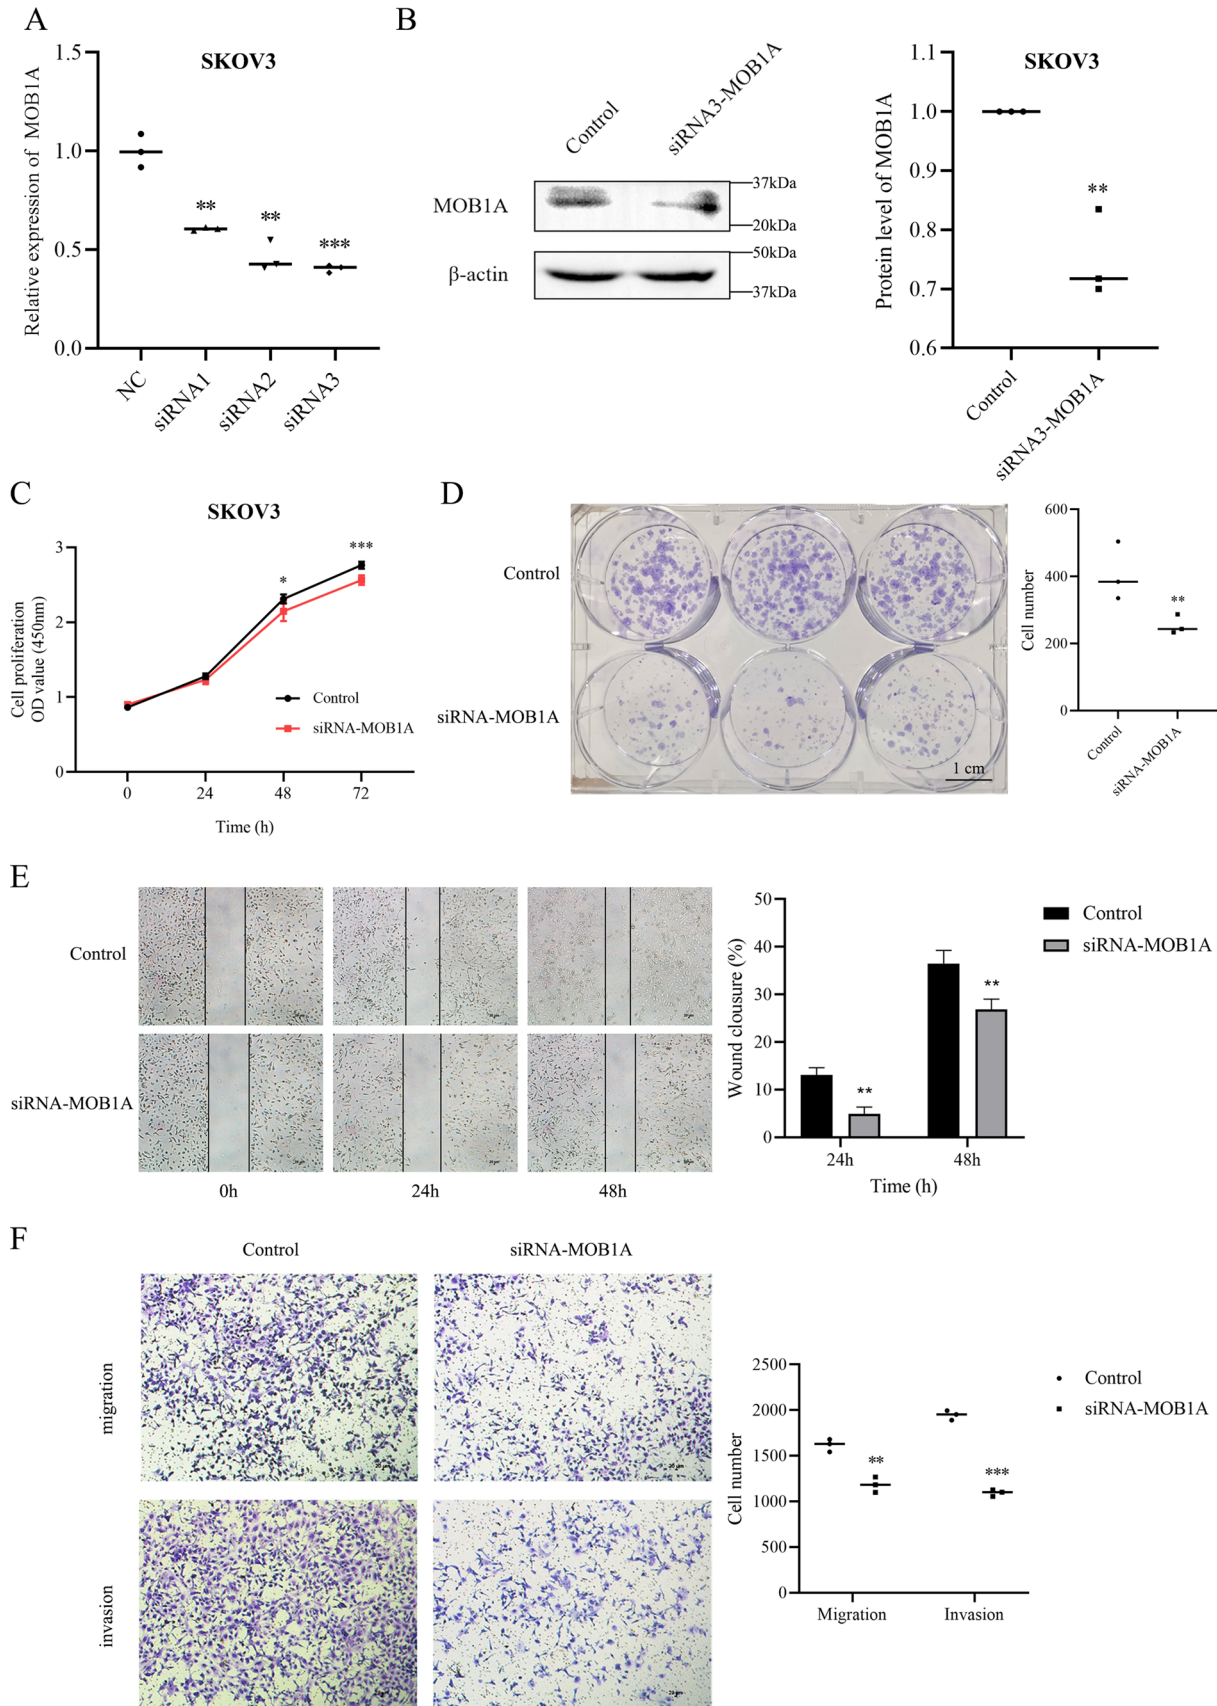 A
SKOV3
Relative expression of MOB1A
1.5
1.0
0.5
0.0
**
**
***
NC
siRNA1
siRNA2
siRNA3
B
Control
siRNA3-MOB1A
MOB1A
37kDa
20kDa
β-actin
50kDa
37kDa
SKOV3
Protein level of MOB1A
1.1
1.0
0.9
0.8
0.7
0.6
**
Control
siRNA3-MOB1A
C
SKOV3
Cell proliferation
OD value (450nm)
3
2
1
0
*
***
Control
siRNA-MOB1A
0
24
48
72
Time (h)
D
Control
siRNA-MOB1A
1 cm
Cell number
600
400
200
0
**
Control
siRNA-MOB1A
E
Control
siRNA-MOB1A
0h
24h
48h
Wound clousure (%)
50
40
30
20
10
0
**
**
24h
48h
Time (h)
Control
siRNA-MOB1A
F
Control
siRNA-MOB1A
migration
invasion
Cell number
2500
2000
1500
1000
500
0
**
***
Migration
Invasion
Control
siRNA-MOB1A